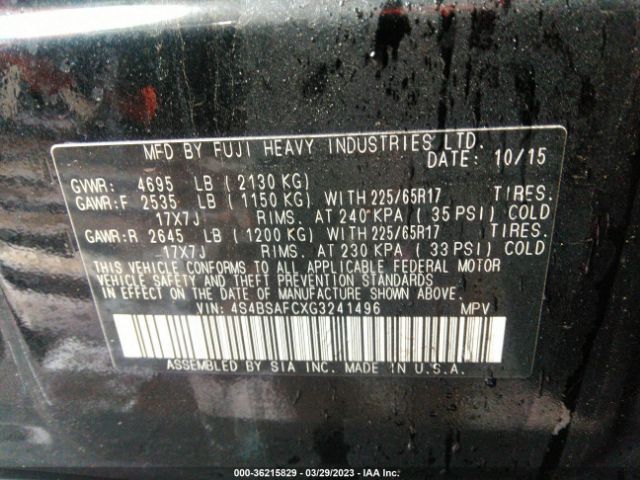 MFD BY FUJI HEAVY INDUSTRIES LTD.
DATE: 10/15
GVWR: 4695 LB ( 2130 KG)
GAWR:F 2535 LB ( 1150 KG) WITH 225/65R17 TIRES.
17X7J RIMS. AT 240 KPA ( 35 PSI) COLD
GAWR:R 2645 LB ( 1200 KG) WITH 225/65R17 TIRES.
17X7J RIMS. AT 230 KPA ( 33 PSI) COLD
THIS VEHICLE CONFORMS TO ALL APPLICABLE FEDERAL MOTOR
VEHICLE SAFETY AND THEFT PREVENTION STANDARDS
IN EFFECT ON THE DATE OF MANUFACTURE SHOWN ABOVE.
VIN: 4S4BSAFCXG3241496 MPV
ASSEMBLED BY SIA INC. MADE IN U.S.A.
000-36215829 — 03/29/2023 — IAA Inc.